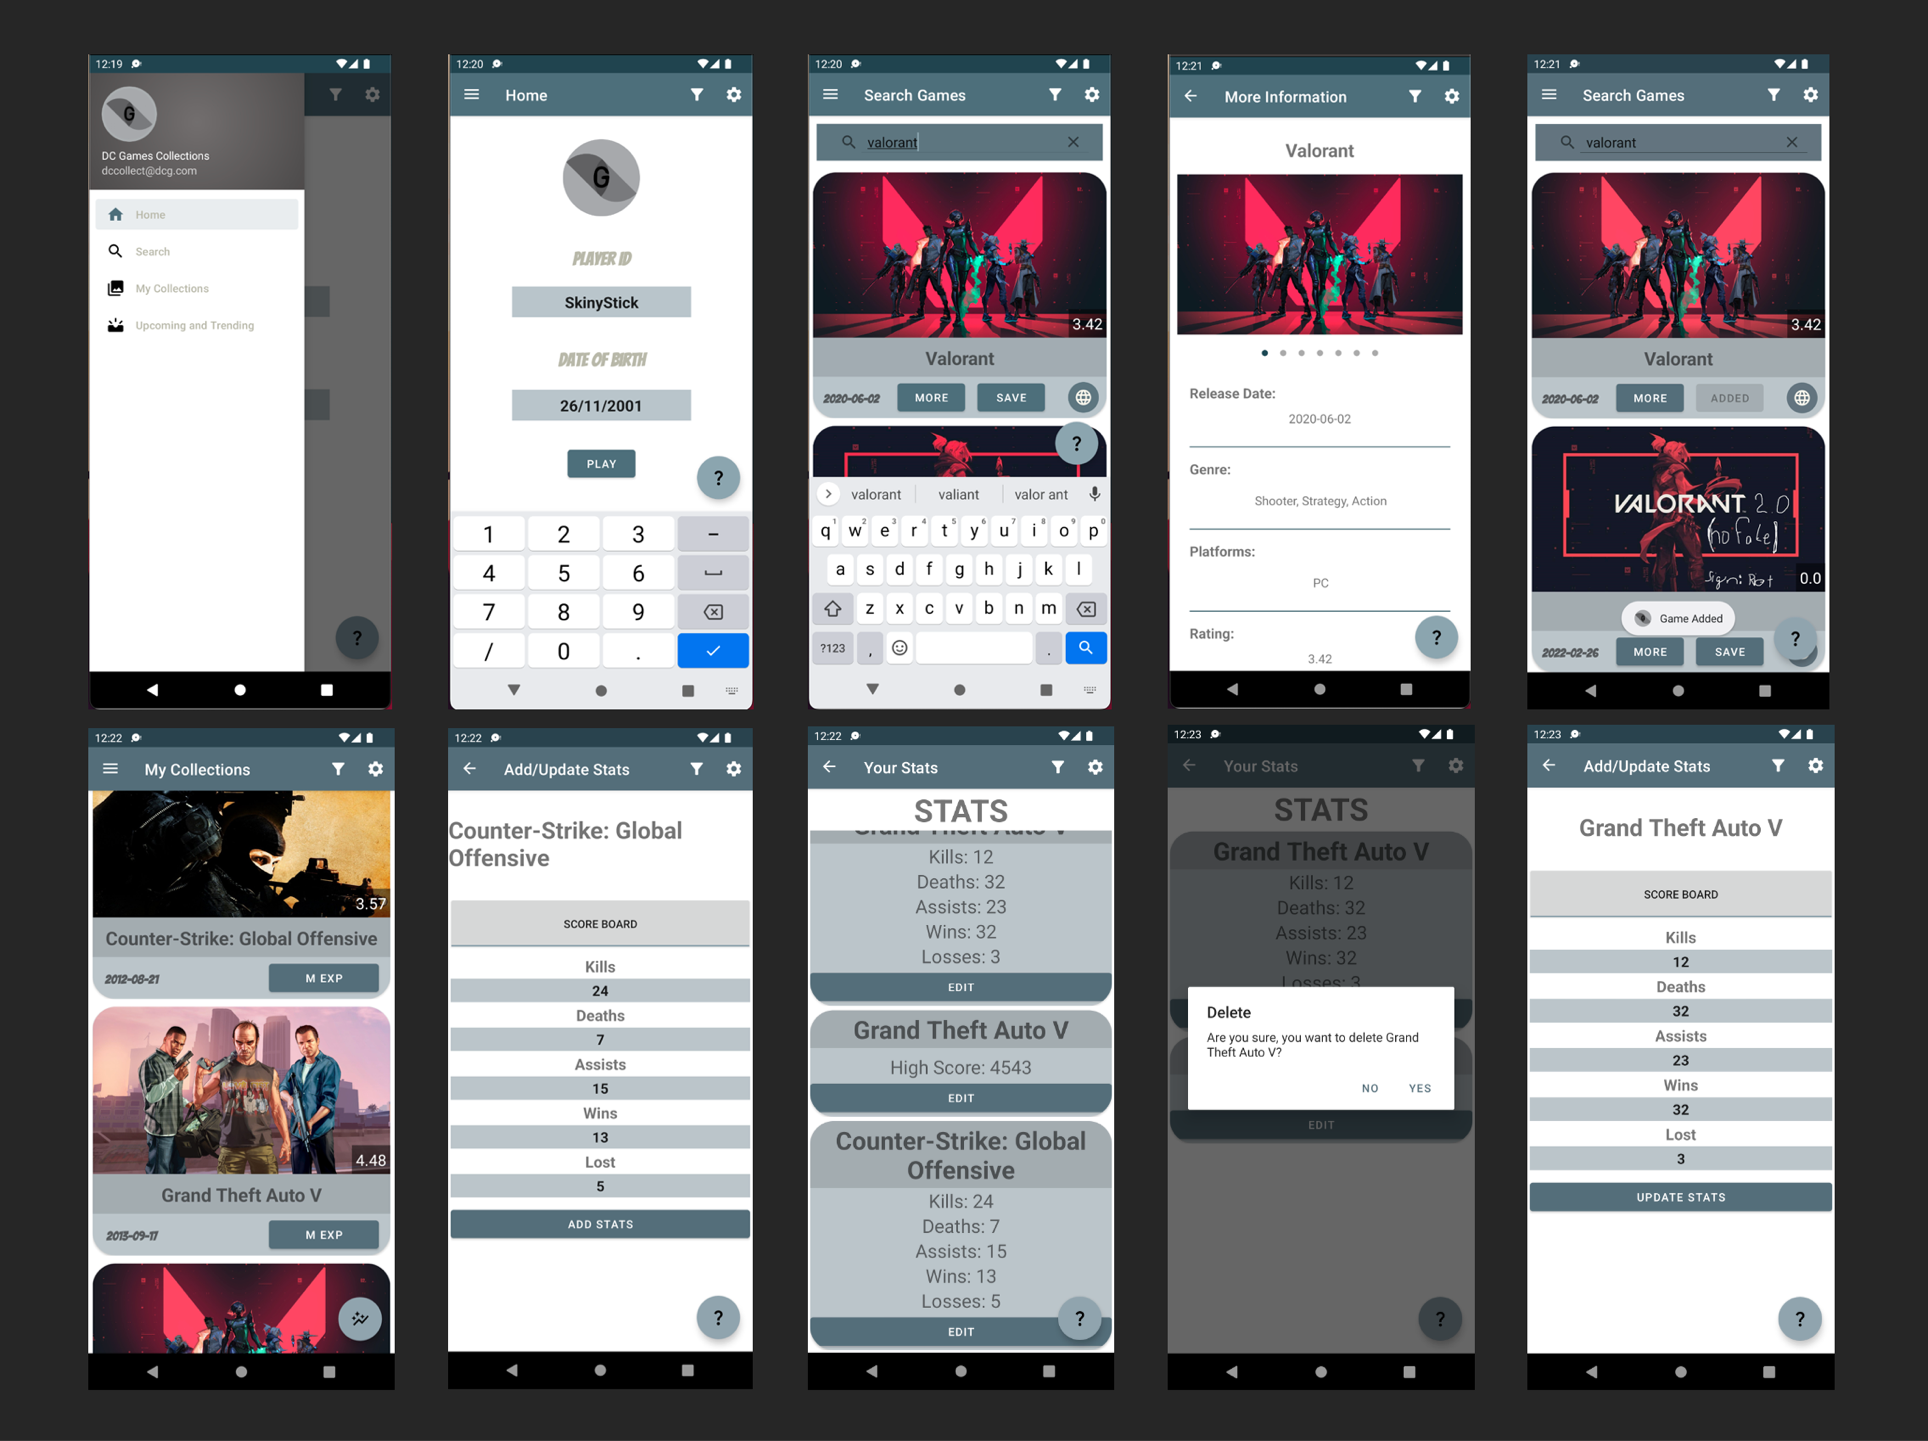 12:19
G
DC Games Collections
dccollect@dcg.com
Home
Search
My Collections
Upcoming and Trending
?
12:20
Home
G
PLAYER ID
SkinyStick
DATE OF BIRTH
26/11/2001
PLAY
?
1 2 3 -
4 5 6
7 8 9
/ 0 .
12:20
Search Games
valorant
3.42
Valorant
2020-06-02 MORE SAVE
?
valorant valiant valor ant
q1 w2 e3 r4 t5 y6 u7 i8 o9 p0
a s d f g h j k l
z x c v b n m
?123 , .
12:21
More Information
Valorant
Release Date:
2020-06-02
Genre:
Shooter, Strategy, Action
Platforms:
PC
Rating:
3.42
?
12:21
Search Games
valorant
3.42
Valorant
2020-06-02 MORE ADDED
VALORANT 2.0
(no fake)
0.0
Game Added
2022-02-26 MORE SAVE
?
12:22
My Collections
3.57
Counter-Strike: Global Offensive
2012-08-21 M EXP
4.48
Grand Theft Auto V
2013-09-17 M EXP
12:22
Add/Update Stats
Counter-Strike: Global
Offensive
SCORE BOARD
Kills
24
Deaths
7
Assists
15
Wins
13
Lost
5
ADD STATS
?
12:22
Your Stats
STATS
Grand Theft Auto V
Kills: 12
Deaths: 32
Assists: 23
Wins: 32
Losses: 3
EDIT
Grand Theft Auto V
High Score: 4543
EDIT
Counter-Strike: Global
Offensive
Kills: 24
Deaths: 7
Assists: 15
Wins: 13
Losses: 5
EDIT
?
12:23
Your Stats
STATS
Grand Theft Auto V
Kills: 12
Deaths: 32
Assists: 23
Wins: 32
Losses: 3
Delete
Are you sure, you want to delete Grand
Theft Auto V?
NO YES
EDIT
?
12:23
Add/Update Stats
Grand Theft Auto V
SCORE BOARD
Kills
12
Deaths
32
Assists
23
Wins
32
Lost
3
UPDATE STATS
?